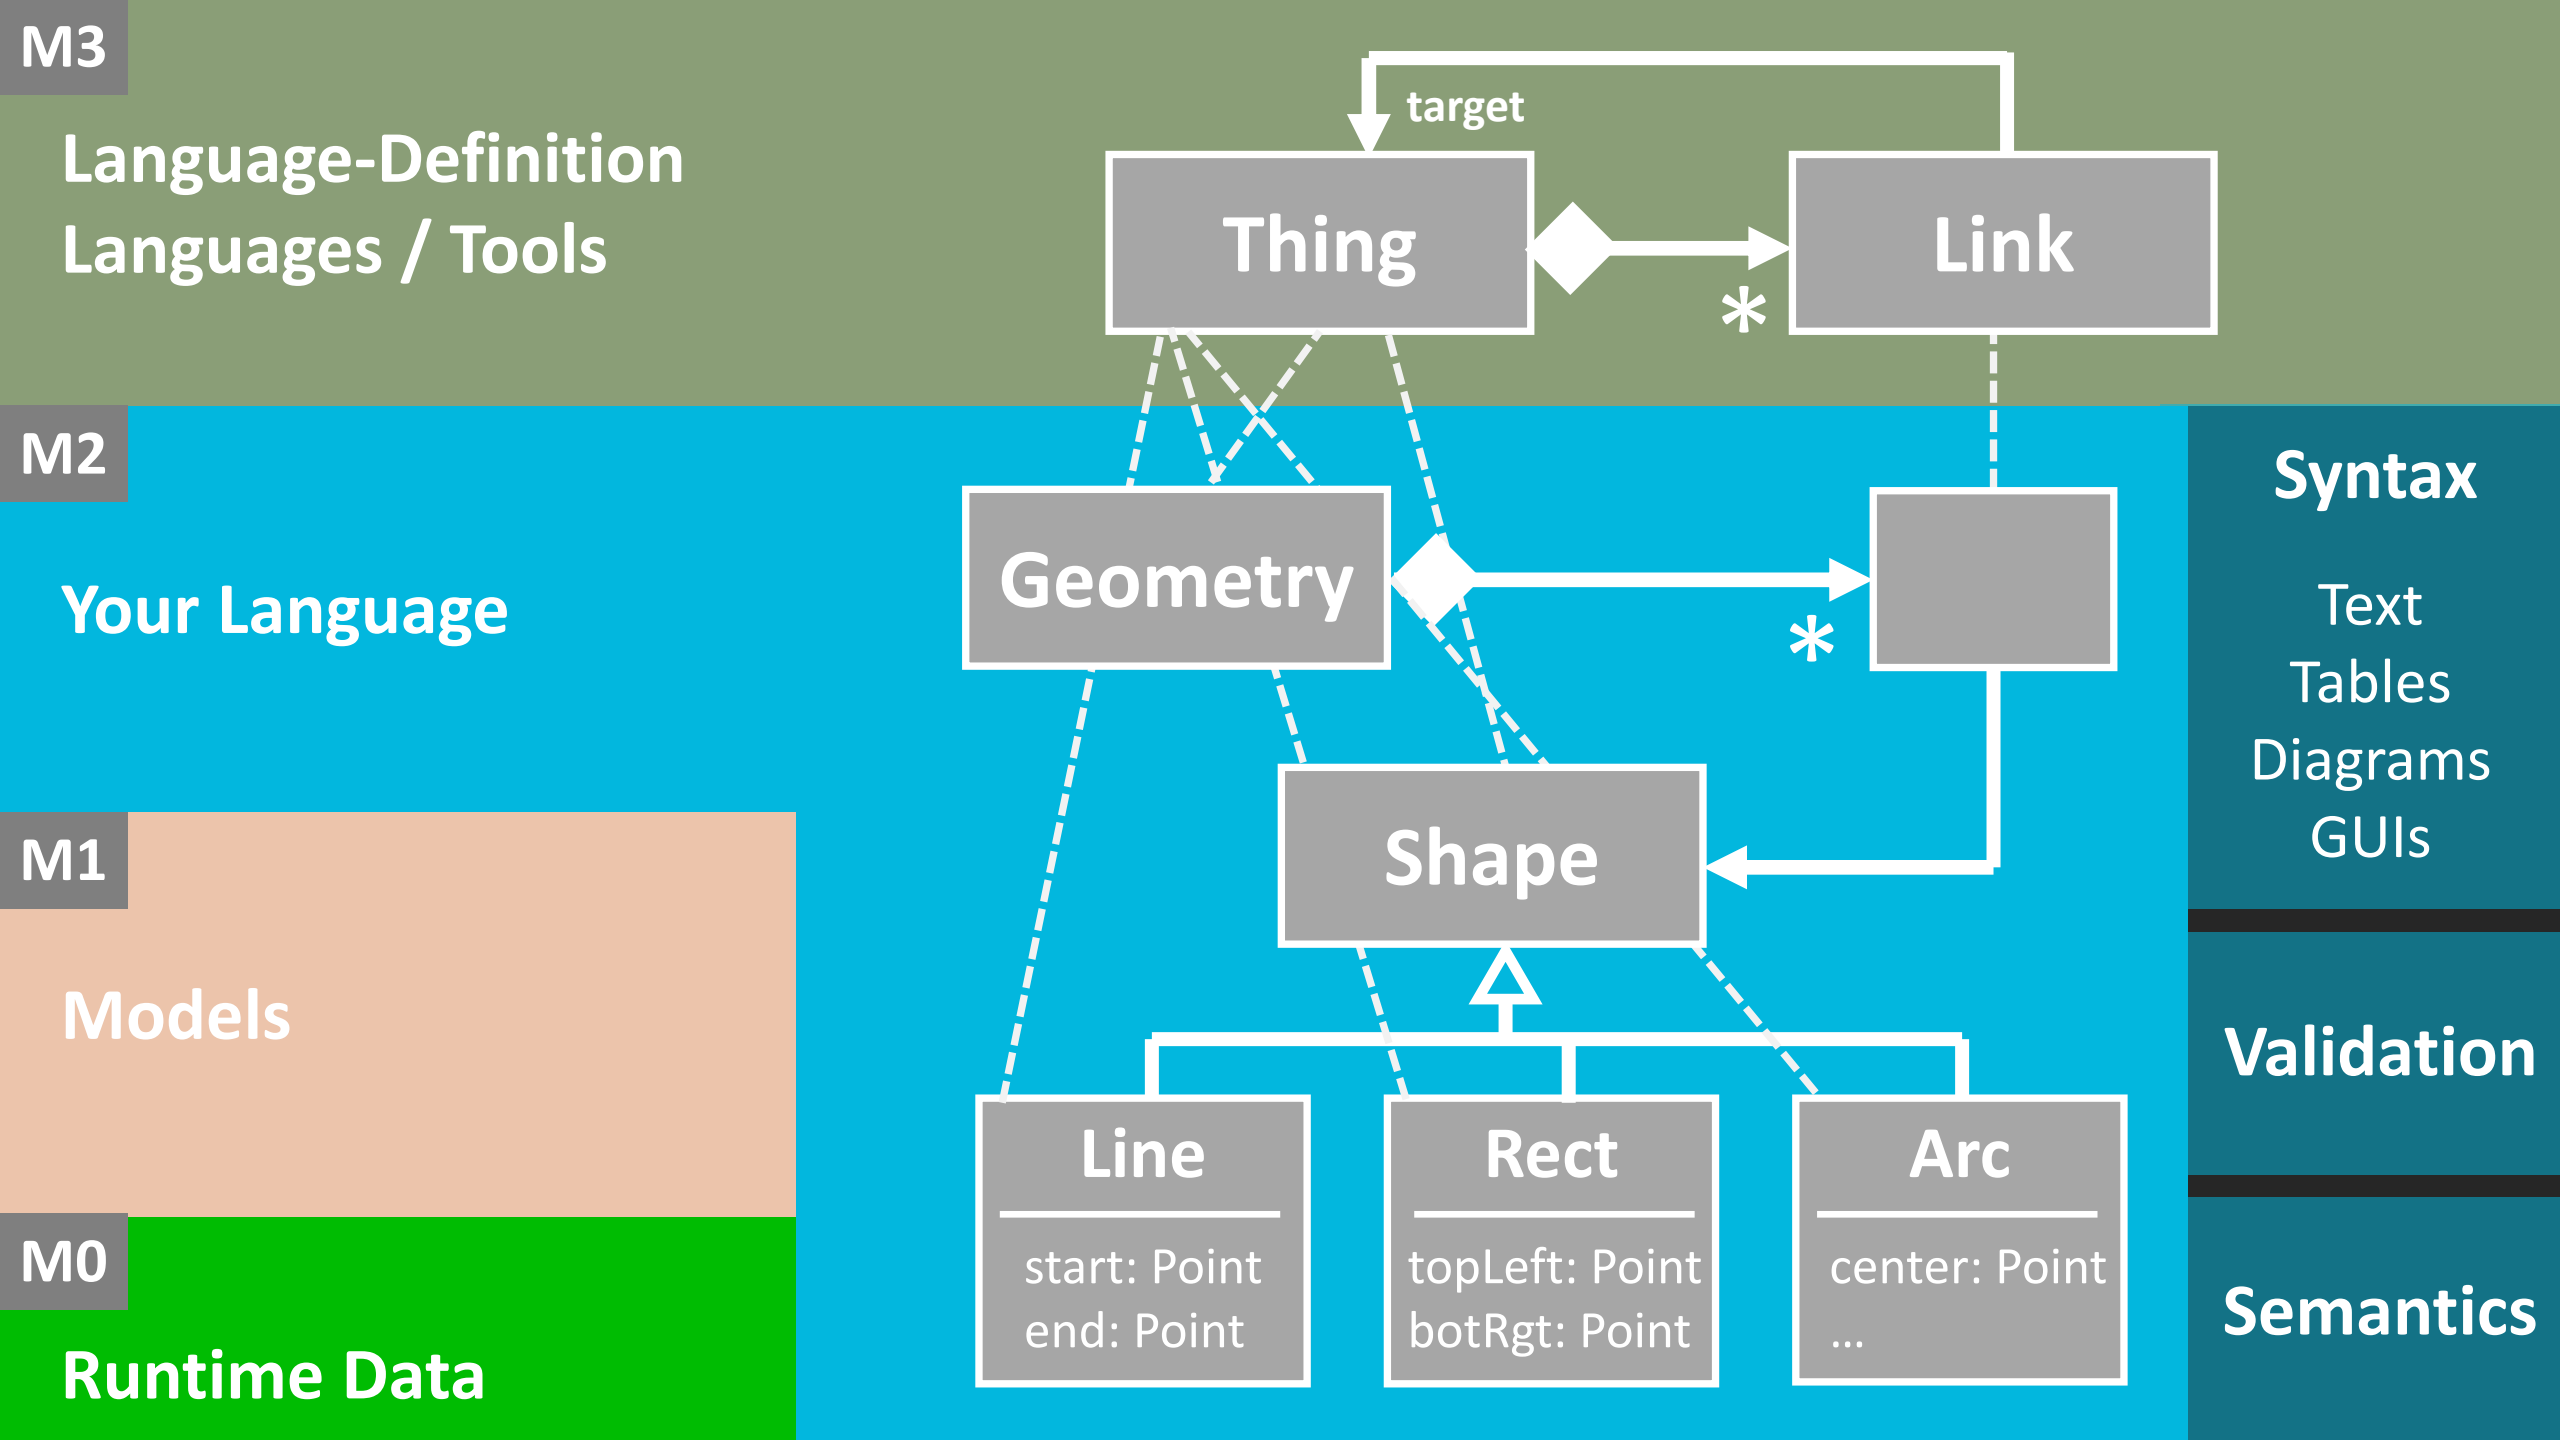 M3
Language-Definition
Languages / Tools
target
Thing
Link
*
M2
Your Language
Geometry
*
Shape
Syntax
Text
Tables
Diagrams
GUIs
M1
Models
Validation
Line
start: Point
end: Point
Rect
topLeft: Point
botRgt: Point
Arc
center: Point
...
M0
Runtime Data
Semantics